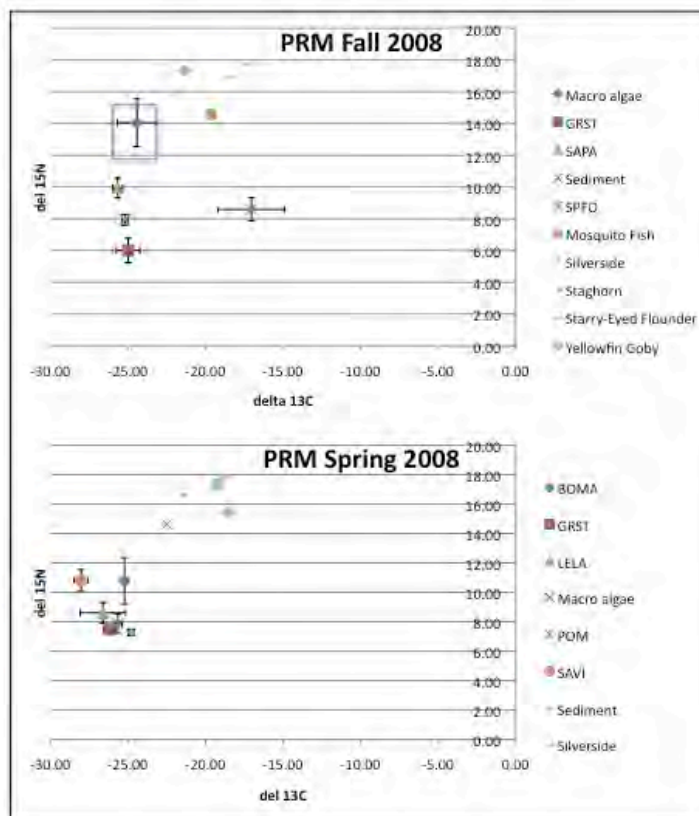 PRM Fall 2008
20.00
18.00
16.00
14.00
12.00
10.00
8.00
6.00
4.00
2.00
0.00
del 15N
-30.00 -25.00 -20.00 -15.00 -10.00 -5.00 0.00
delta 13C
Macro algae
GRST
SAPA
Sediment
SPFO
Mosquito Fish
Silverside
Staghorn
Starry-Eyed Flounder
Yellowfin Goby
PRM Spring 2008
20.00
18.00
16.00
14.00
12.00
10.00
8.00
6.00
4.00
2.00
0.00
del 15N
-30.00 -25.00 -20.00 -15.00 -10.00 -5.00 0.00
del 13C
BOMA
GRST
LELA
Macro algae
POM
SAVI
Sediment
Silverside